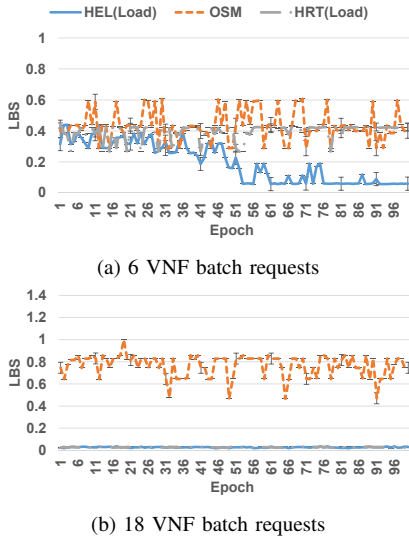 HEL(Load) OSM HRT(Load)
1
0.8
0.6
0.4
0.2
0
LBS
1 6 11 16 21 26 31 36 41 46 51 56 61 66 71 76 81 86 91 96
Epoch
(a) 6 VNF batch requests
1.4
1.2
1
0.8
0.6
0.4
0.2
0
LBS
1 6 11 16 21 26 31 36 41 46 51 56 61 66 71 76 81 86 91 96
Epoch
(b) 18 VNF batch requests